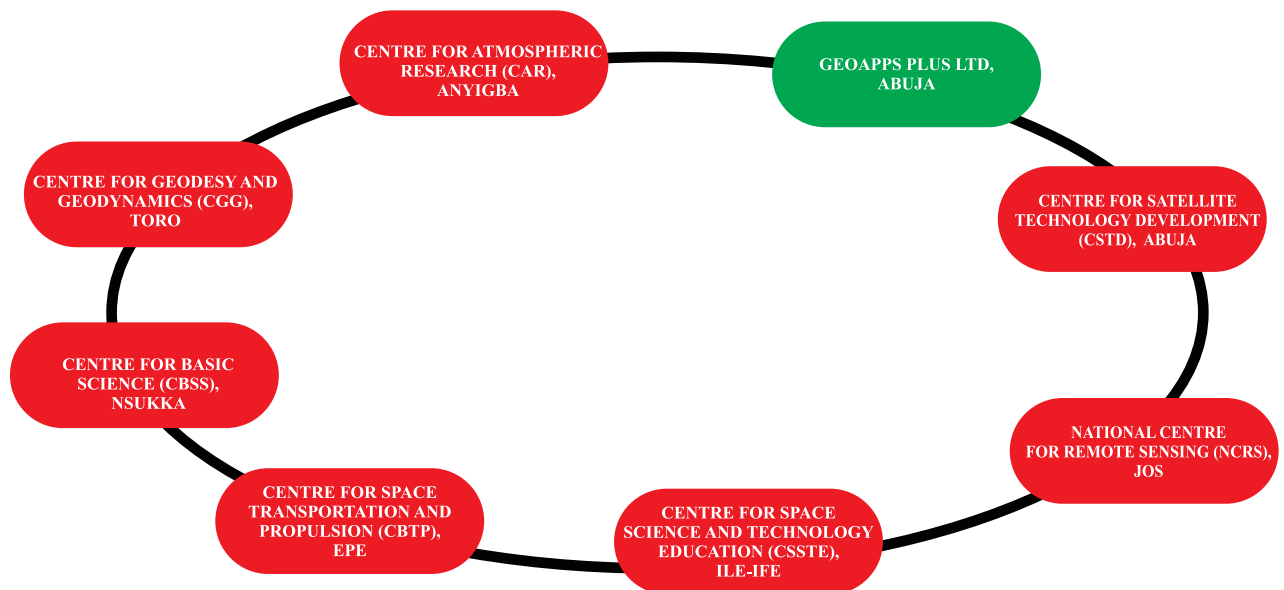 CENTRE FOR ATMOSPHERIC
RESEARCH (CAR),
ANYIGBA
GEOAPPS PLUS LTD,
ABUJA
CENTRE FOR GEODESY AND
GEODYNAMICS (CGG),
TORO
CENTRE FOR SATELLITE
TECHNOLOGY DEVELOPMENT
(CSTD), ABUJA
CENTRE FOR BASIC
SCIENCE (CBSS),
NSUKKA
NATIONAL CENTRE
FOR REMOTE SENSING (NCRS),
JOS
CENTRE FOR SPACE
TRANSPORTATION AND
PROPULSION (CBTP),
EPE
CENTRE FOR SPACE
SCIENCE AND TECHNOLOGY
EDUCATION (CSSTE),
ILE-IFE